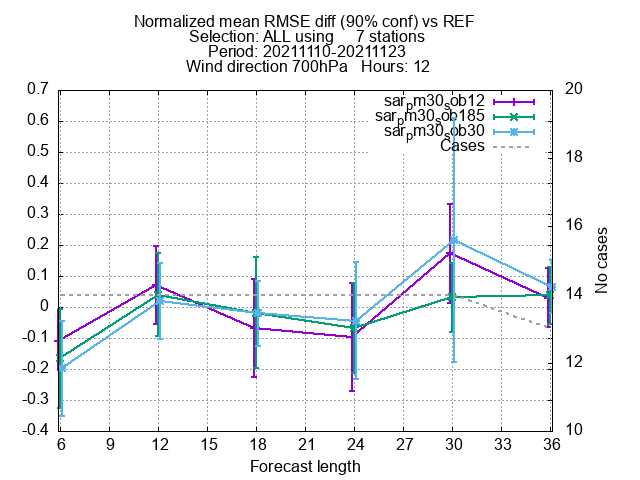 Normalized mean RMSE diff (90% conf) vs REF
Selection: ALL using 7 stations
Period: 20211110-20211123
Wind direction 700hPa Hours: 12
0.7
0.6
0.5
0.4
0.3
0.2
0.1
0
-0.1
-0.2
-0.3
-0.4
sarpm30sob12
sarpm30sob185
sarpm30sob30
Cases
20
18
16
14
12
10
No cases
6 9 12 15 18 21 24 27 30 33 36
Forecast length